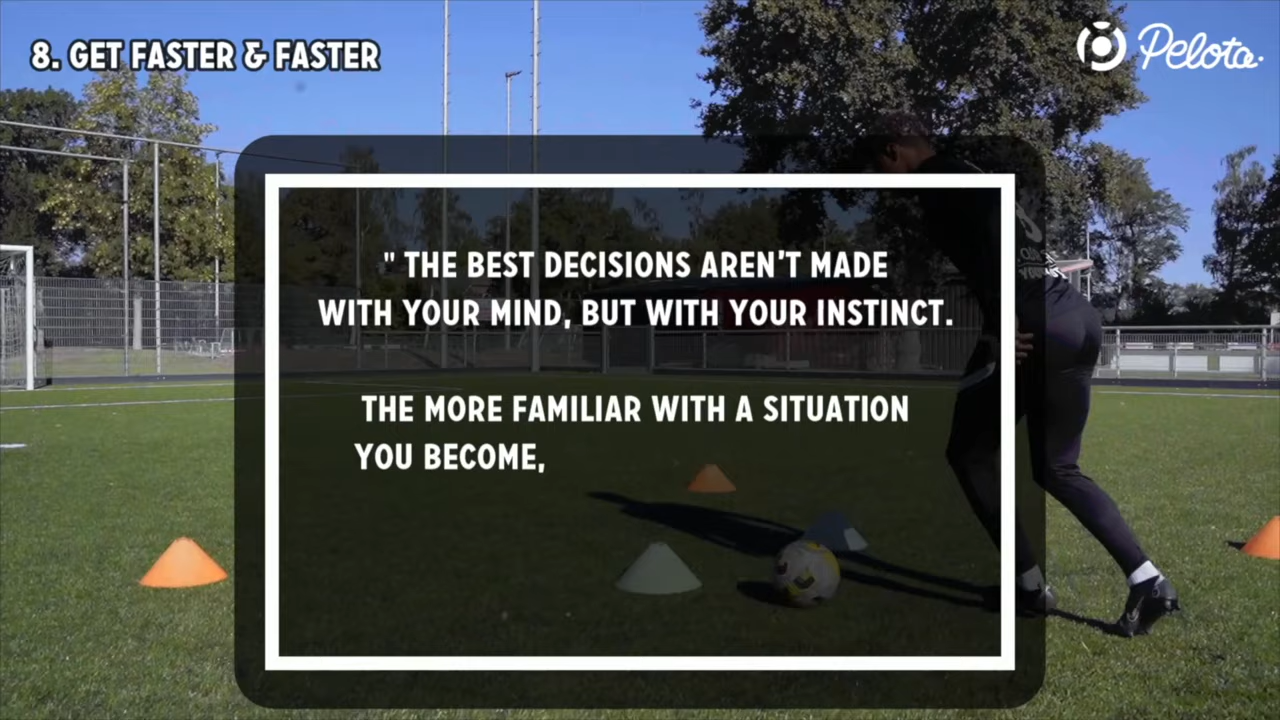 8. GET FASTER & FASTER
Pelota.
" THE BEST DECISIONS AREN'T MADE
WITH YOUR MIND, BUT WITH YOUR INSTINCT.
THE MORE FAMILIAR WITH A SITUATION
YOU BECOME,